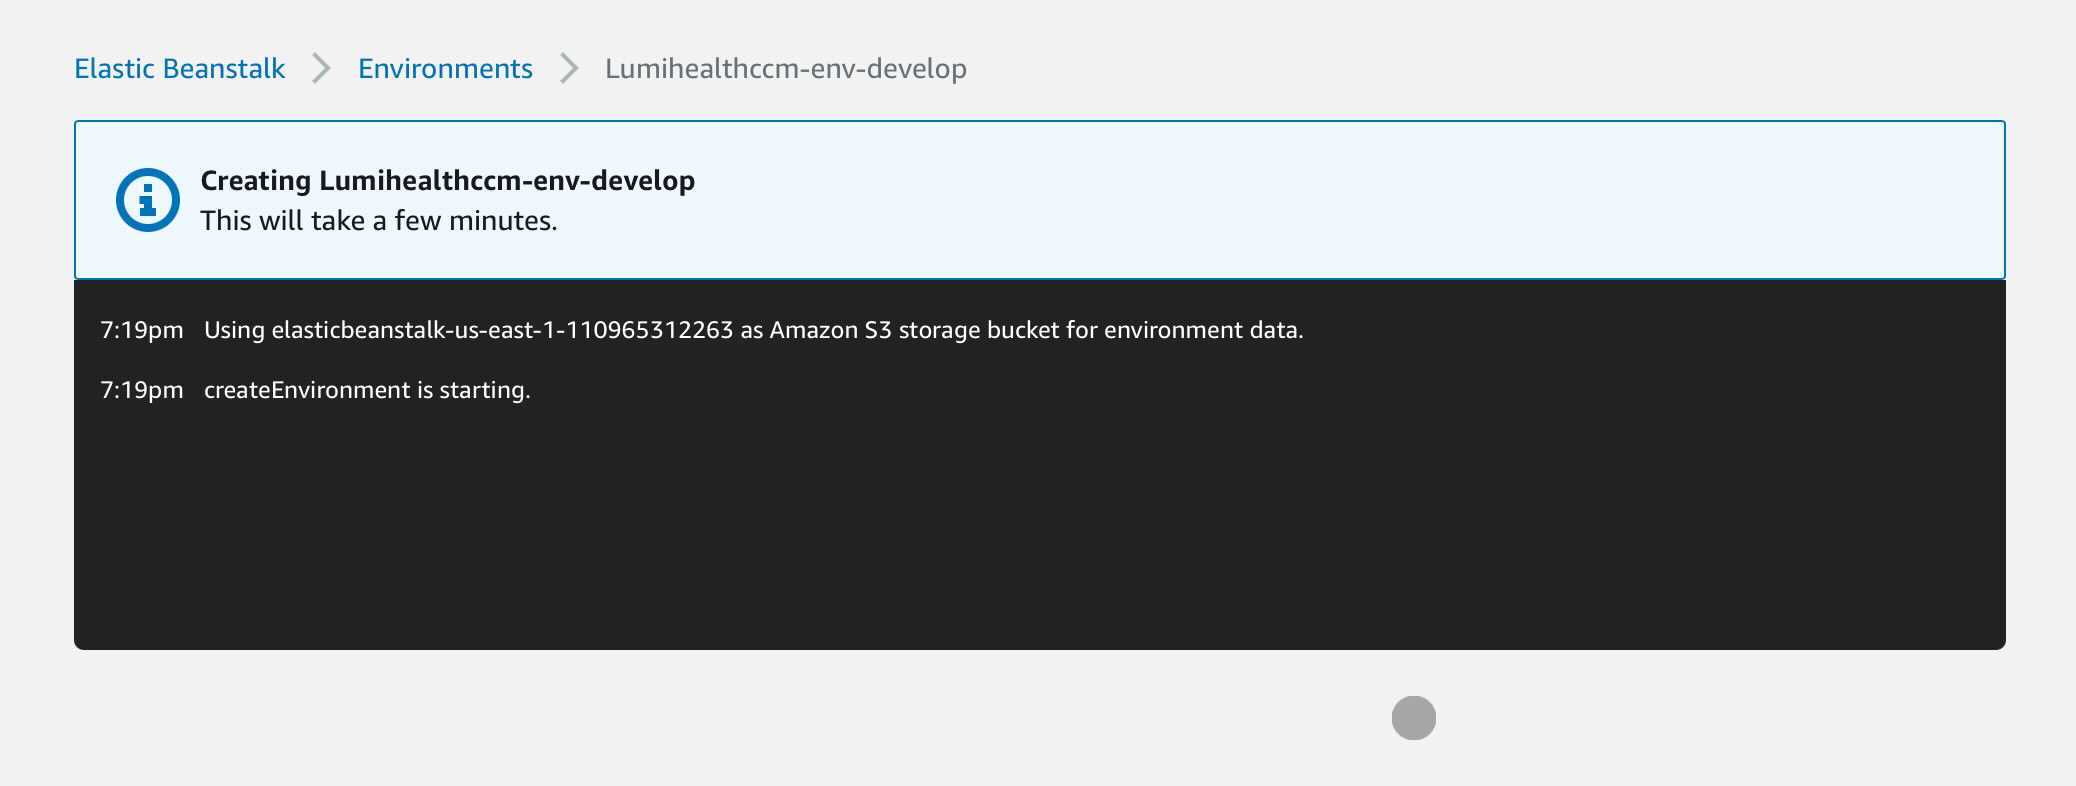 Elastic Beanstalk > Environments > Lumihealthccm-env-develop
Creating Lumihealthccm-env-develop
This will take a few minutes.
7:19pm Using elasticbeanstalk-us-east-1-110965312263 as Amazon S3 storage bucket for environment data.
7:19pm createEnvironment is starting.